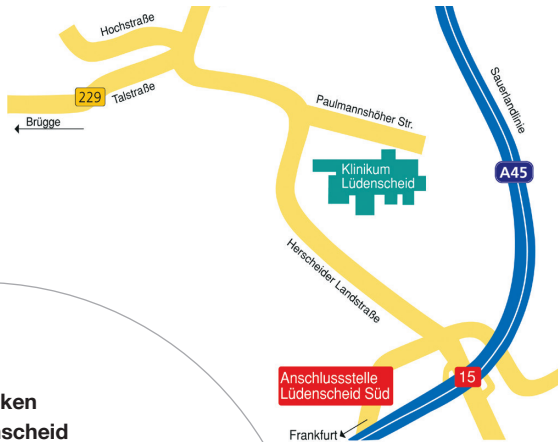 Hochstraße
229
Talstraße
Brügge
Paulmannshöher Str.
Sauerlandlinie
A45
Klinikum
Lüdenscheid
Herscheider Landstraße
Anschlussstelle
Lüdenscheid Süd
15
Frankfurt